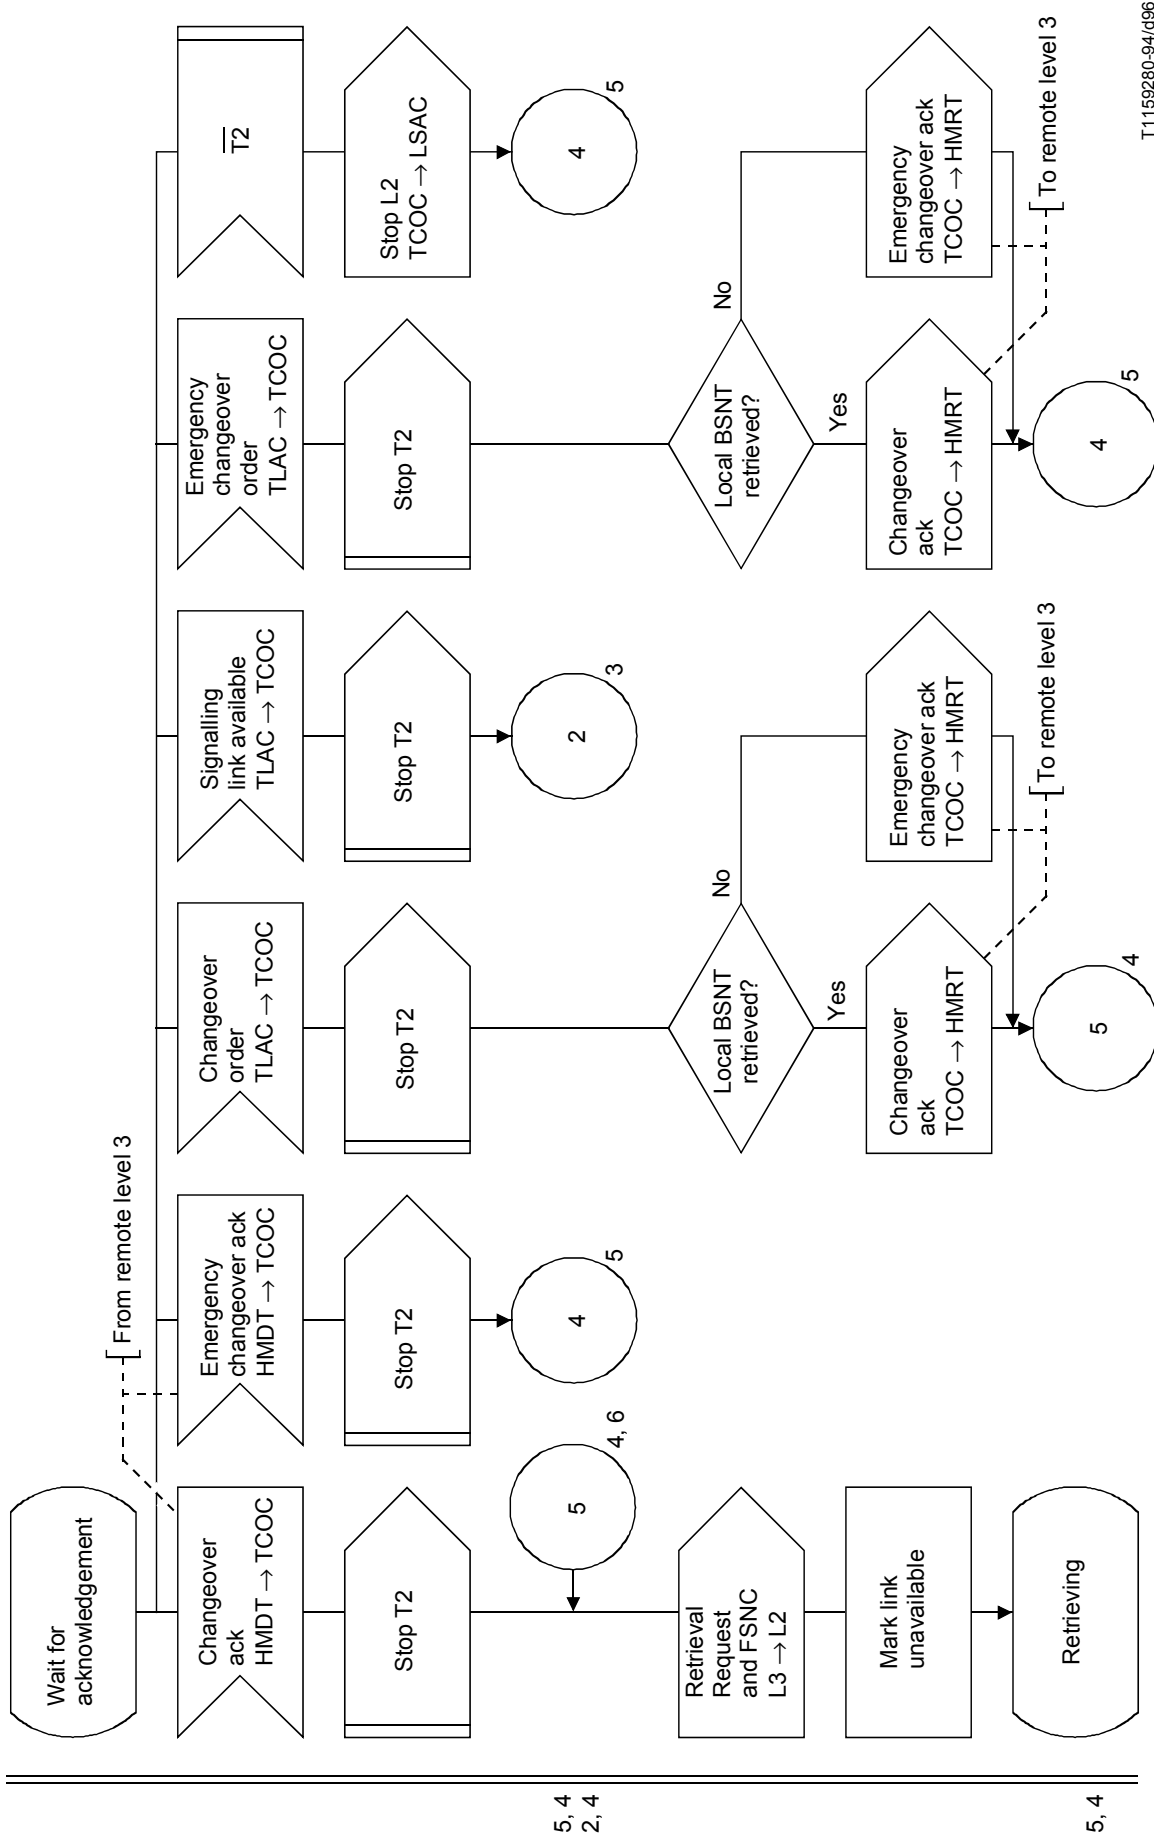 Wait for
acknowledgement
[ From remote level 3
Changeover
ack
HMDT → TCOC
Emergency
changeover ack
HMDT → TCOC
Changeover
order
TLAC → TCOC
Signalling
link available
TLAC → TCOC
Emergency
changeover
order
TLAC → TCOC
T2
Stop T2
Stop T2
Stop T2
Stop T2
Stop T2
Stop L2
TCOC → LSAC
5, 4
2, 4
5
4, 6
4
5
2
3
4
5
Retrieval
Request
and FSNC
L3 → L2
Local BSNT
retrieved?
No
Yes
Local BSNT
retrieved?
No
Yes
Mark link
unavailable
Changeover
ack
TCOC → HMRT
Emergency
changeover ack
TCOC → HMRT
Changeover
ack
TCOC → HMRT
Emergency
changeover ack
TCOC → HMRT
[ To remote level 3
[ To remote level 3
5, 4
Retrieving
5
4
4
5
T1159280-94/d96